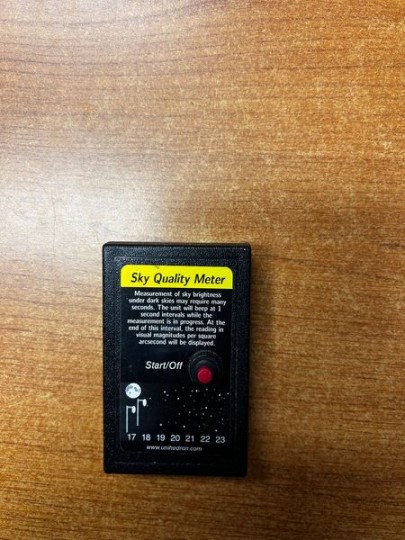 Sky Quality Meter
Measurement of sky brightness
under dark skies may require many
seconds. The unit will beep at 1
second intervals while the
measurement is in progress. At the
end of this interval, the reading in
visual magnitudes per square
arcsecond will be displayed.
Start/Off
17 18 19 20 21 22 23
www.unihedron.com